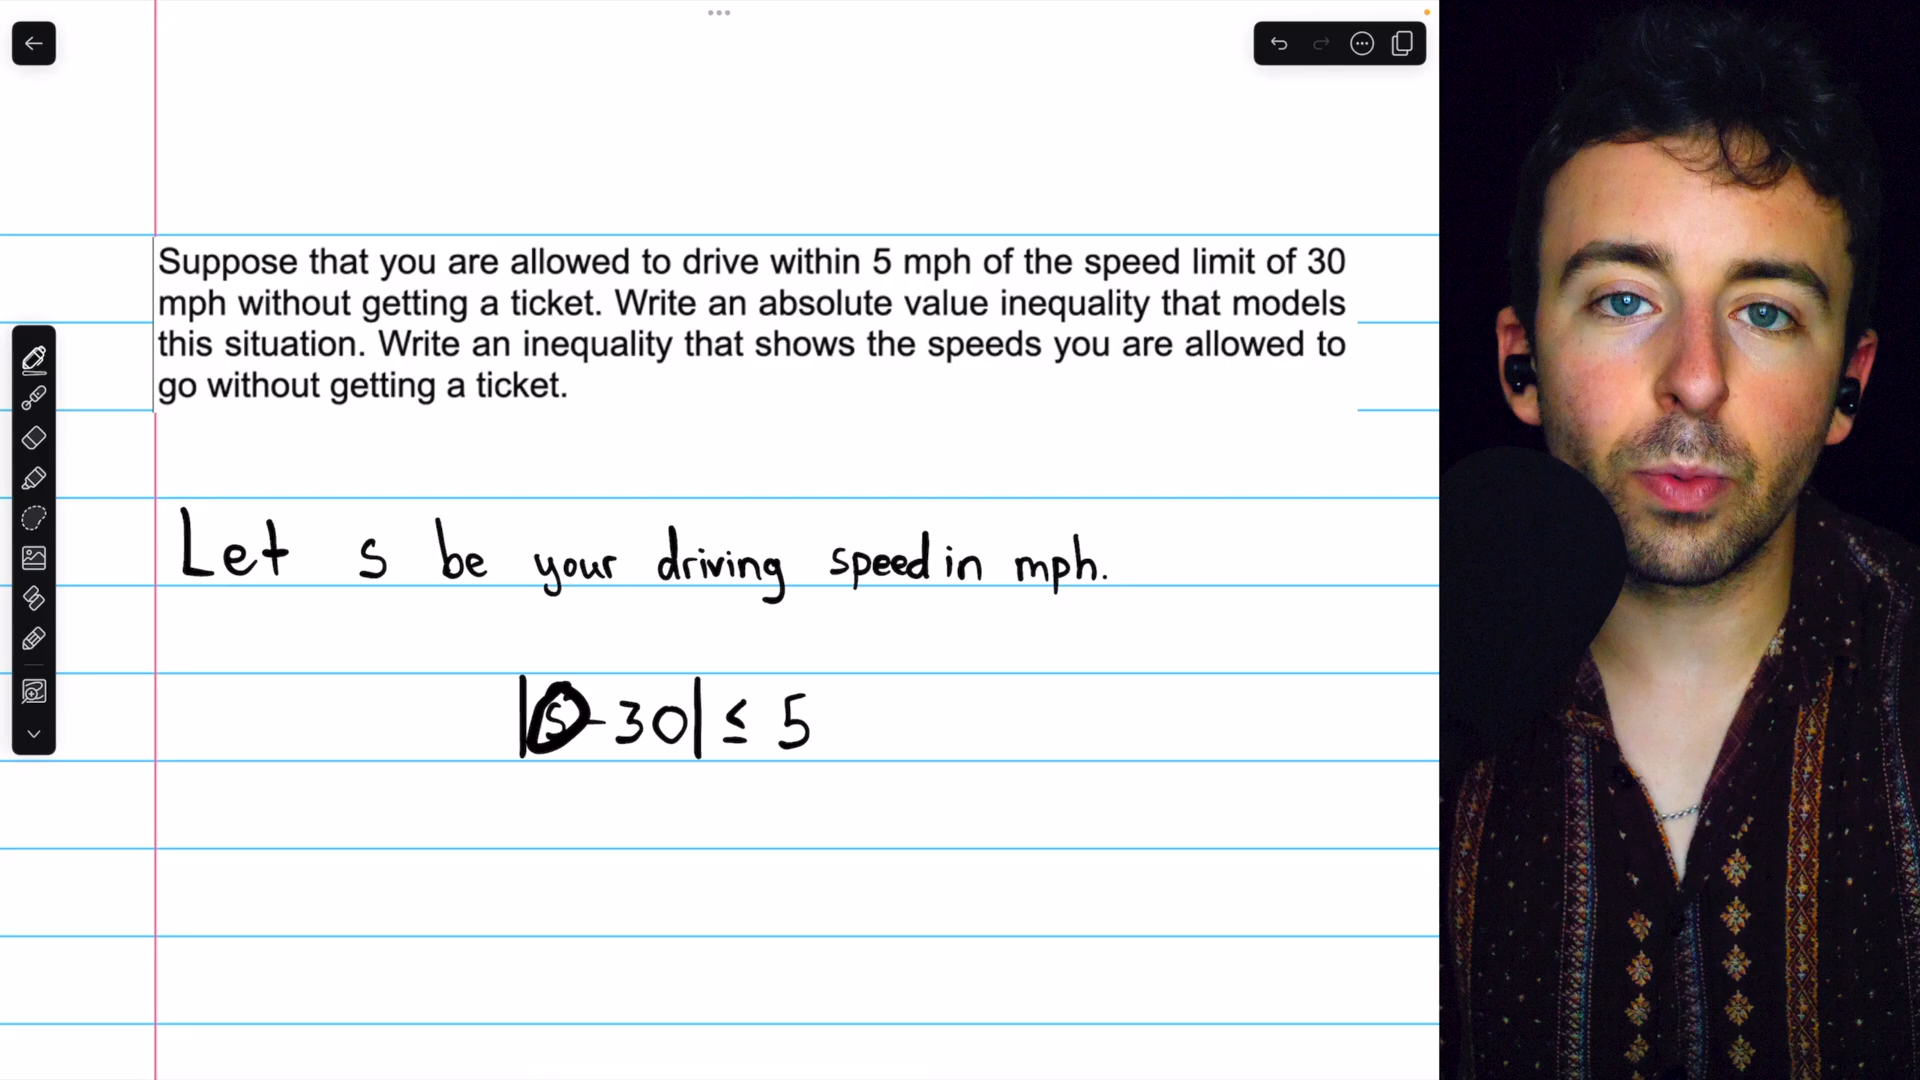 Suppose that you are allowed to drive within 5 mph of the speed limit of 30
mph without getting a ticket. Write an absolute value inequality that models
this situation. Write an inequality that shows the speeds you are allowed to
go without getting a ticket.
Let s be your driving speed in mph.
|s-30| ≤ 5